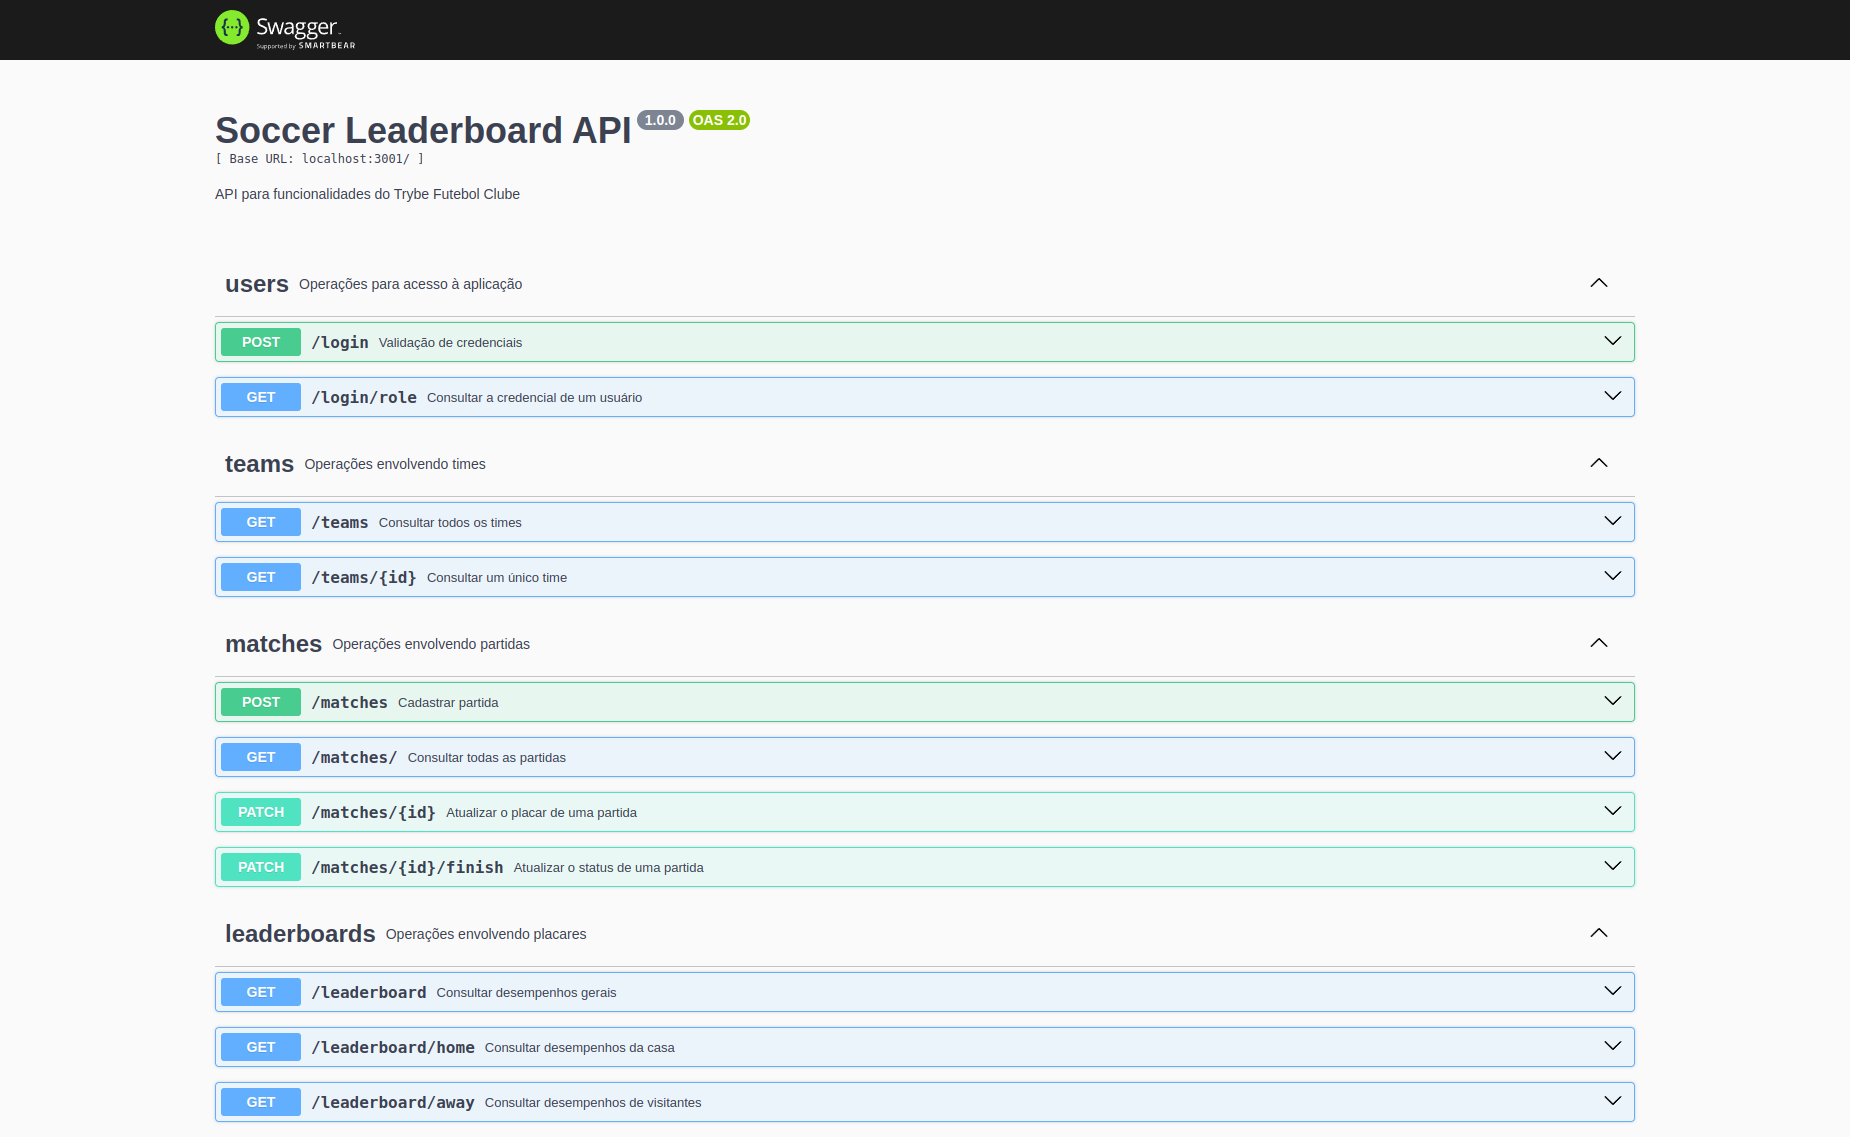 Swagger
Supported by SMARTBEAR
Soccer Leaderboard API 1.0.0 OAS 2.0
[ Base URL: localhost:3001/ ]
API para funcionalidades do Trybe Futebol Clube
users Operações para acesso à aplicação
POST /login Validação de credenciais
GET /login/role Consultar a credencial de um usuário
teams Operações envolvendo times
GET /teams Consultar todos os times
GET /teams/{id} Consultar um único time
matches Operações envolvendo partidas
POST /matches Cadastrar partida
GET /matches/ Consultar todas as partidas
PATCH /matches/{id} Atualizar o placar de uma partida
PATCH /matches/{id}/finish Atualizar o status de uma partida
leaderboards Operações envolvendo placares
GET /leaderboard Consultar desempenhos gerais
GET /leaderboard/home Consultar desempenhos da casa
GET /leaderboard/away Consultar desempenhos de visitantes